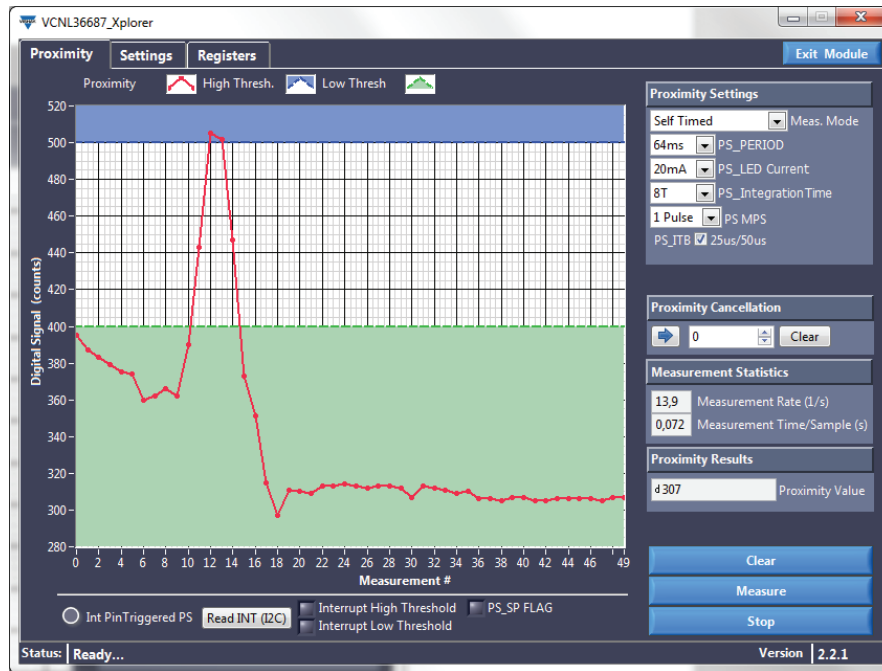 VCNL36687_Xplorer
Proximity Settings Registers
Exit Module
Proximity High Thresh. Low Thresh
520
500
480
460
440
420
400
380
360
340
320
300
280
Digital Signal (counts)
0 2 4 6 8 10 12 14 16 18 20 22 24 26 28 30 32 34 36 38 40 42 44 46 49
Measurement #
Proximity Settings
Self Timed Meas. Mode
64ms PS_PERIOD
20mA PS_LED Current
8T PS_IntegrationTime
1 Pulse PS MPS
PS_ITB 25us/50us
Proximity Cancellation
0 Clear
Measurement Statistics
13,9 Measurement Rate (1/s)
0,072 Measurement Time/Sample (s)
Proximity Results
d307 Proximity Value
Clear
Measure
Stop
Int PinTriggered PS Read INT (I2C) Interrupt High Threshold PS_SP FLAG
Interrupt Low Threshold
Status: Ready... Version 2.2.1